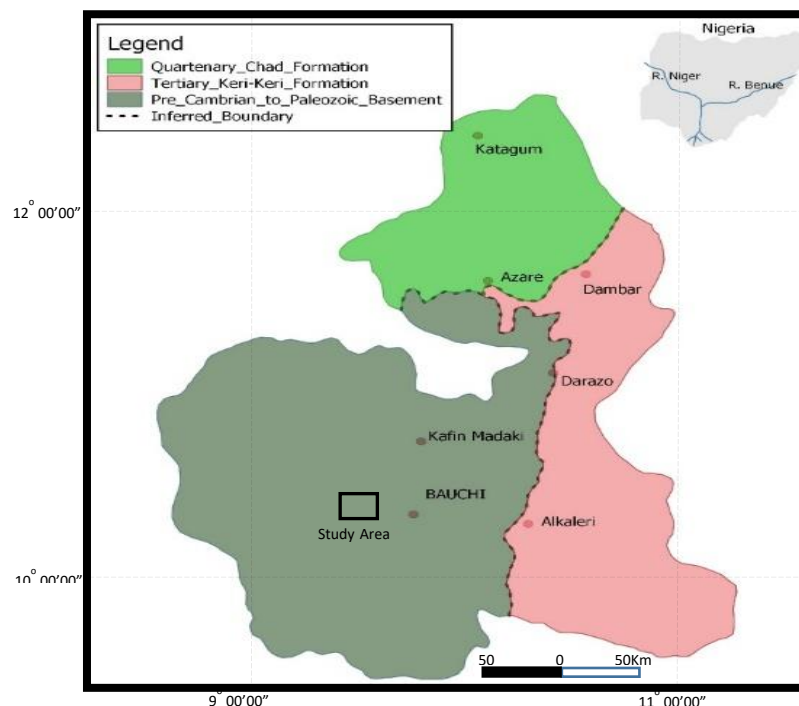 Nigeria
R. Niger
R. Benue
Legend
Quartenary_Chad_Formation
Tertiary_Keri-Keri_Formation
Pre_Cambrian_to_Paleozoic_Basement
Inferred_Boundary
Katagum
12° 00'00"
Azare
Dambar
Darazo
Kafin Madaki
BAUCHI
Alkaleri
Study Area
10° 00'00"
50 0 50Km
9° 00'00" 11° 00'00"